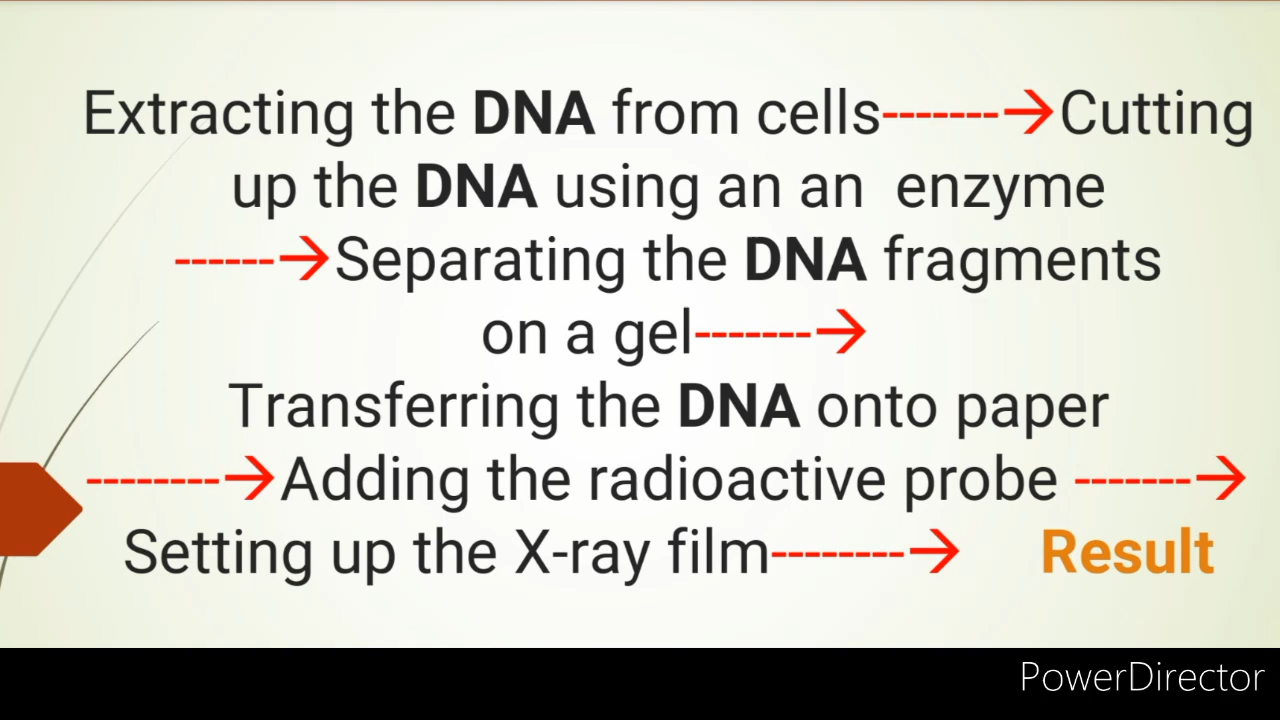 Extracting the DNA from cells-------→Cutting
up the DNA using an an enzyme
------→Separating the DNA fragments
on a gel-------→
Transferring the DNA onto paper
--------→Adding the radioactive probe -------→
Setting up the X-ray film--------→ Result
PowerDirector